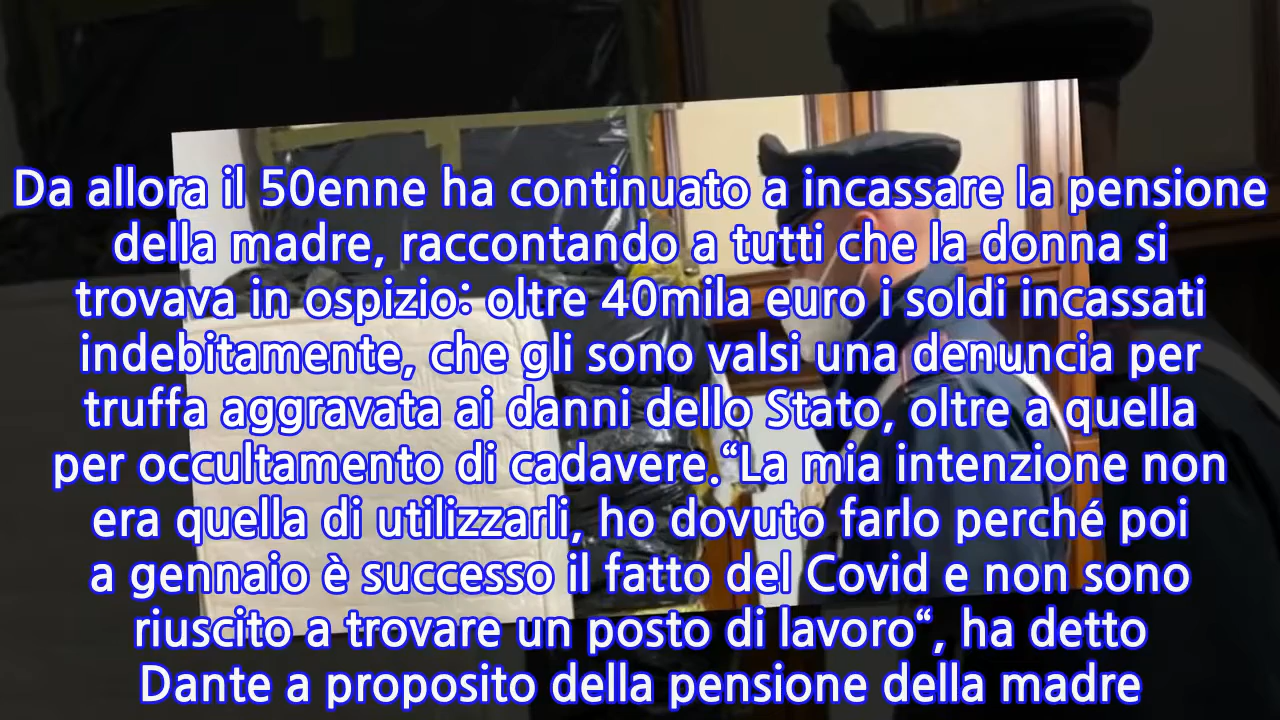 Da allora il 50enne ha continuato a incassare la pensione
della madre, raccontando a tutti che la donna si
trovava in ospizio: oltre 40mila euro i soldi incassati
indebitamente, che gli sono valsi una denuncia per
truffa aggravata ai danni dello Stato, oltre a quella
per occultamento di cadavere.“La mia intenzione non
era quella di utilizzarli, ho dovuto farlo perché poi
a gennaio è successo il fatto del Covid e non sono
riuscito a trovare un posto di lavoro“, ha detto
Dante a proposito della pensione della madre